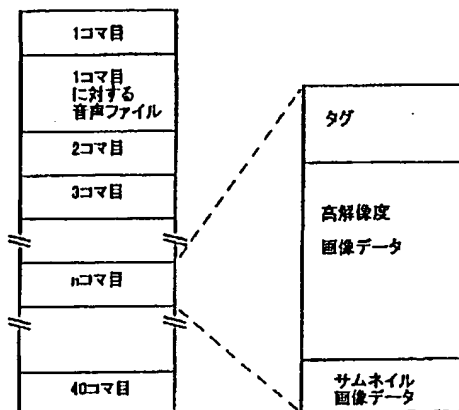 1コマ目
1コマ目
に対する
音声ファイル
2コマ目
3コマ目
nコマ目
40コマ目
タグ
高解像度
画像データ
サムネイル
画像データ